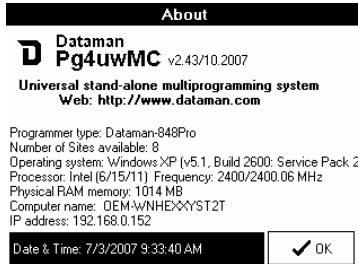 About
Dataman
Pg4uwMC v2.43/10.2007
Universal stand-alone multiprogramming system
Web: http://www.dataman.com
Programmer type: Dataman-848Pro
Number of Sites available: 8
Operating system: Windows XP (v5.1, Build 2600: Service Pack 2
Processor: Intel (6/15/11) Frequency: 2400/2400.06 MHz
Physical RAM memory: 1014 MB
Computer name: OEM-WNHEXXYST2T
IP address: 192.168.0.152
Date & Time: 7/3/2007 9:33:40 AM
OK